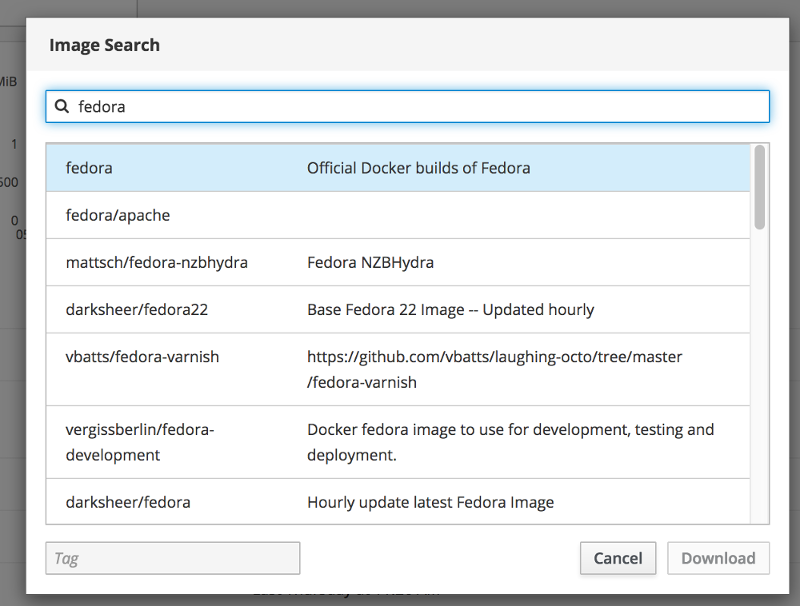 Image Search
MiB
fedora
1
fedora Official Docker builds of Fedora
500
fedora/apache
0
05
mattsch/fedora-nzbhydra Fedora NZBHydra
darksheer/fedora22 Base Fedora 22 Image -- Updated hourly
vbatts/fedora-varnish https://github.com/vbatts/laughing-octo/tree/master
/fedora-varnish
vergissberlin/fedora- Docker fedora image to use for development, testing and
development deployment.
darksheer/fedora Hourly update latest Fedora Image
Tag Cancel Download